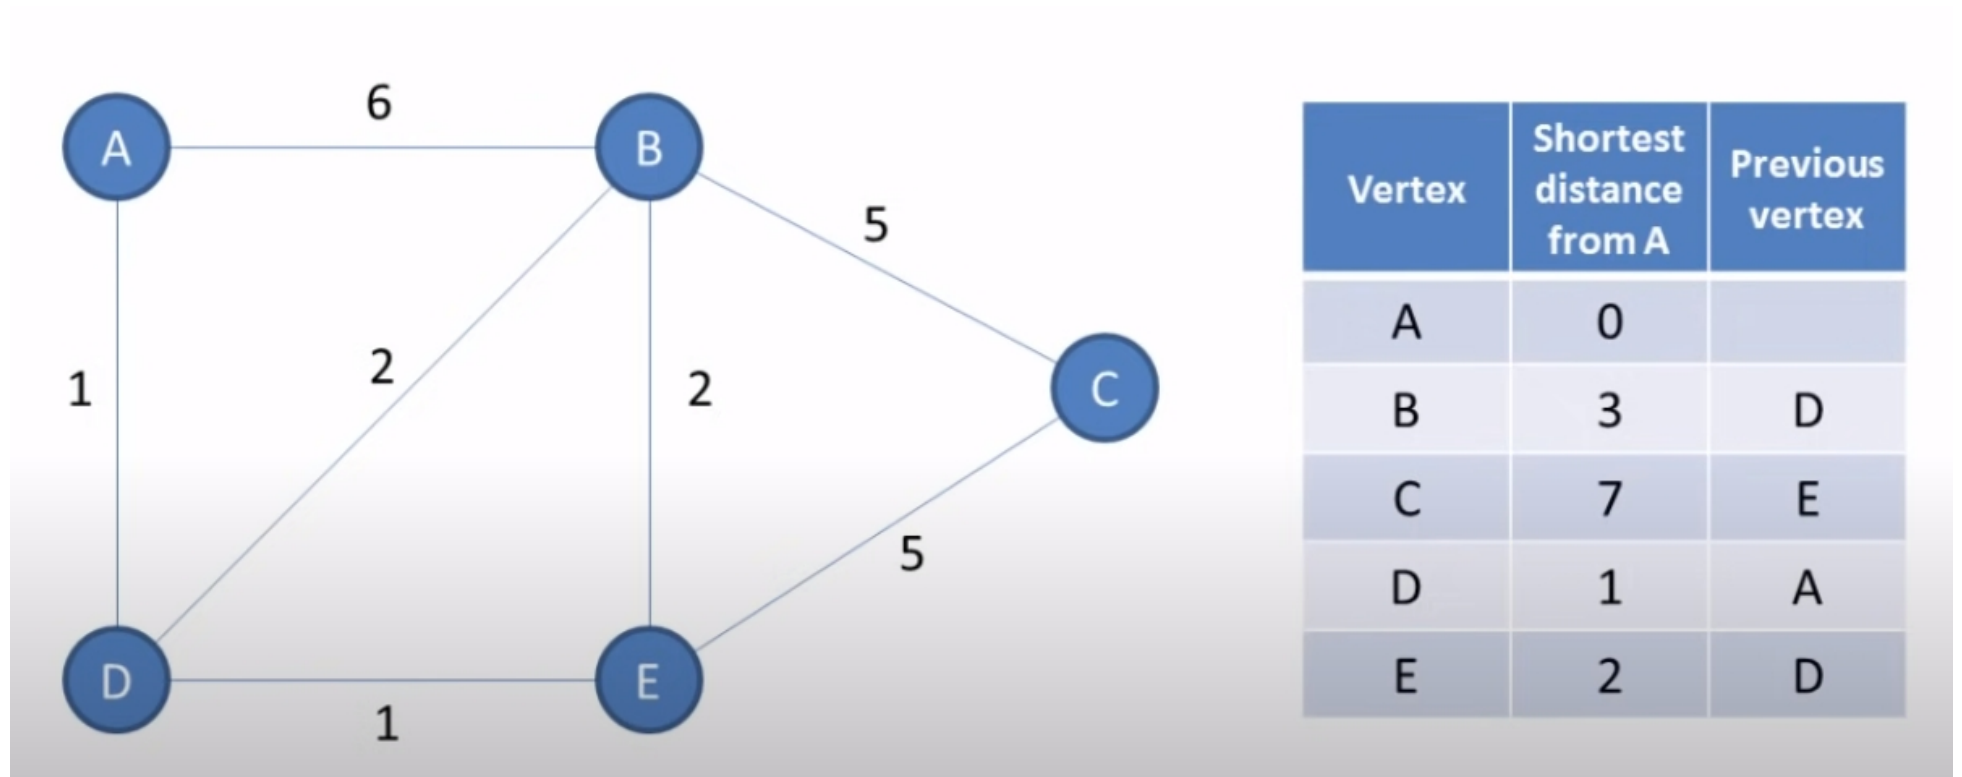 6
A
B
5
1
2
2
C
5
D
E
1
Vertex
Shortest
distance
from A
Previous
vertex
A 0
B 3 D
C 7 E
D 1 A
E 2 D